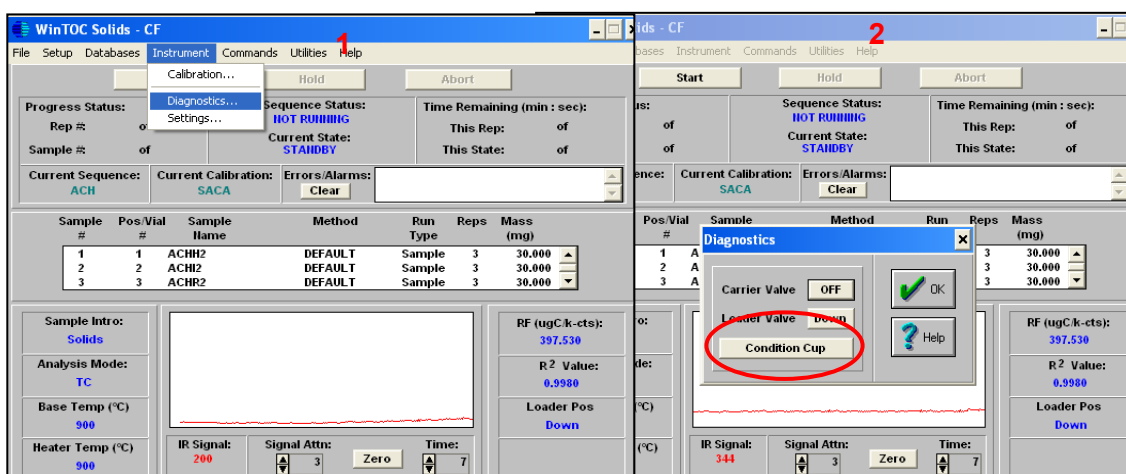 WinTOC Solids - CF
1
File Setup Databases Instrument Commands Utilities Help
Calibration...
Diagnostics...
Settings...
Hold
Abort
Progress Status:
Rep #: of
Sample #: of
Sequence Status:
NOT RUNNING
Current State:
STANDBY
Time Remaining (min : sec):
This Rep: of
This State: of
Current Sequence:
ACH
Current Calibration:
SACA
Errors/Alarms:
Clear
Sample # Pos/Vial # Sample Name Method Run Type Reps Mass (mg)
1 1 ACHH2 DEFAULT Sample 3 30.000
2 2 ACHI2 DEFAULT Sample 3 30.000
3 3 ACHR2 DEFAULT Sample 3 30.000
Sample Intro:
Solids
Analysis Mode:
TC
Base Temp (°C)
900
Heater Temp (°C)
900
RF (ugC/k-cts):
397.530
R2 Value:
0.9980
Loader Pos
Down
IR Signal:
200
Signal Attn:
3
Zero
Time:
7
ids - CF
2
bases Instrument Commands Utilities Help
Start
Hold
Abort
us:
of
of
Sequence Status:
NOT RUNNING
Current State:
STANDBY
Time Remaining (min : sec):
This Rep: of
This State: of
ence:
Current Calibration:
SACA
Errors/Alarms:
Clear
Pos/Vial # Sample Method Run Reps Mass (mg)
1 A 3 30.000
2 A 3 30.000
3 A 3 30.000
Diagnostics
Carrier Valve OFF
Loader Valve Down
Condition Cup
OK
Help
o:
de:
(°C)
(°C)
RF (ugC/k-cts):
397.530
R2 Value:
0.9980
Loader Pos
Down
IR Signal:
344
Signal Attn:
3
Zero
Time:
7